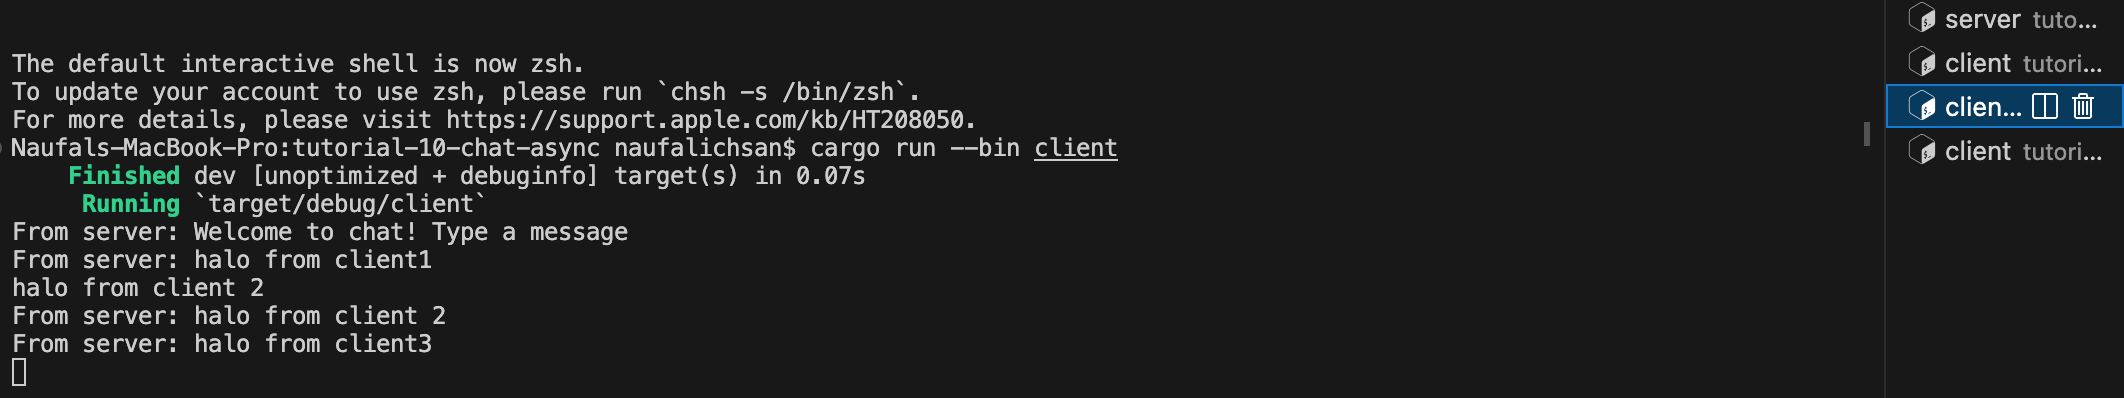 The default interactive shell is now zsh.
To update your account to use zsh, please run `chsh -s /bin/zsh`.
For more details, please visit https://support.apple.com/kb/HT208050.
Naufals-MacBook-Pro:tutorial-10-chat-async naufalichsan$ cargo run --bin client
Finished dev [unoptimized + debuginfo] target(s) in 0.07s
Running `target/debug/client`
From server: Welcome to chat! Type a message
From server: halo from client1
halo from client 2
From server: halo from client 2
From server: halo from client3
server tuto...
client tutori...
clien...
client tutori...